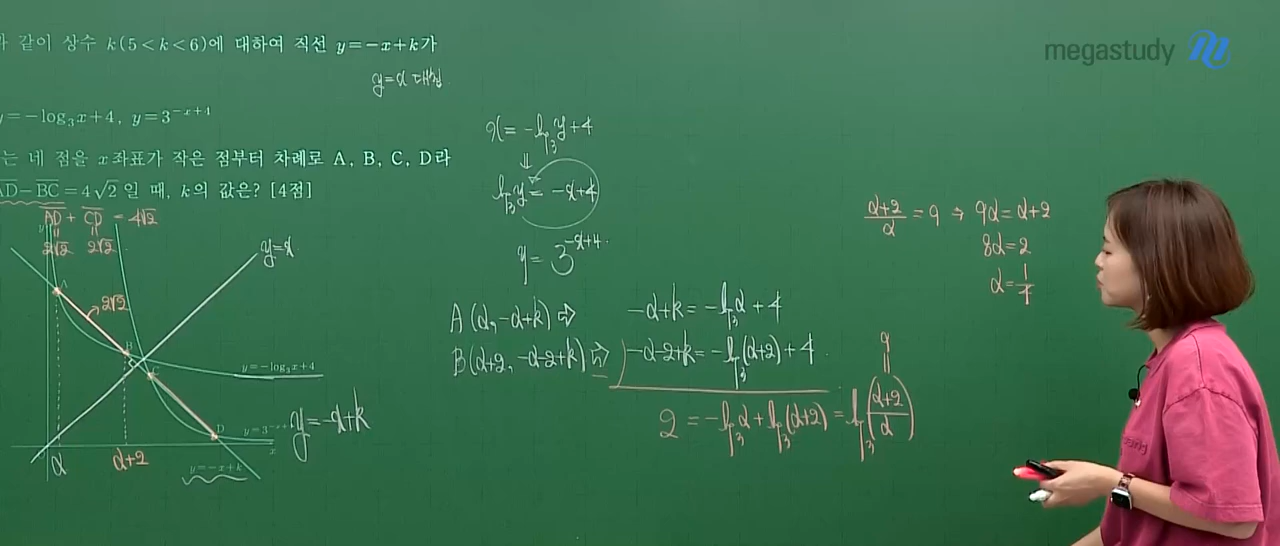 같이 상수 k(5<k<6)에 대하여 직선 y=−x+k가
megastudy
y=x 대칭
y=−log₃x+4, y=3^(−x+4)
x=−log₃y+4
⇓
는 네 점을 x좌표가 작은 점부터 차례로 A, B, C, D라
AD−BC=4√2 일 때, k의 값은? [4점]
log₃y=−x+4
AB + CD = 4√2
2√2 2√2
y=x
y=3^(−x+4)
(α+2)/α = 9 ⇒ 9α=α+2
8α=2
α=1/4
A
2√2
B
C
D
y=−log₃x+4
y=3^(−x+4)
y=−x+k
y=−x+k
x
y
α
α+2
A(α, −α+k) ⇨ −α+k=−log₃α+4
B(α+2, −α−2+k) ⇨ ) −α−2+k=−log₃(α+2)+4
9
॥
2 =−log₃α+log₃(α+2)=log₃((α+2)/α)